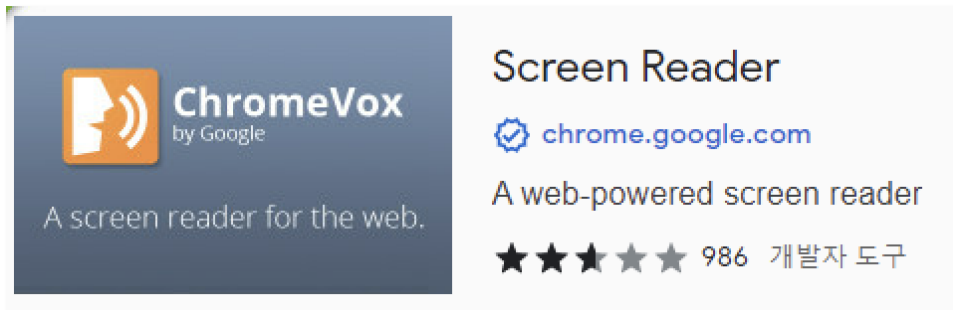 ChromeVox
by Google
A screen reader for the web.
Screen Reader
chrome.google.com
A web-powered screen reader
986 개발자 도구